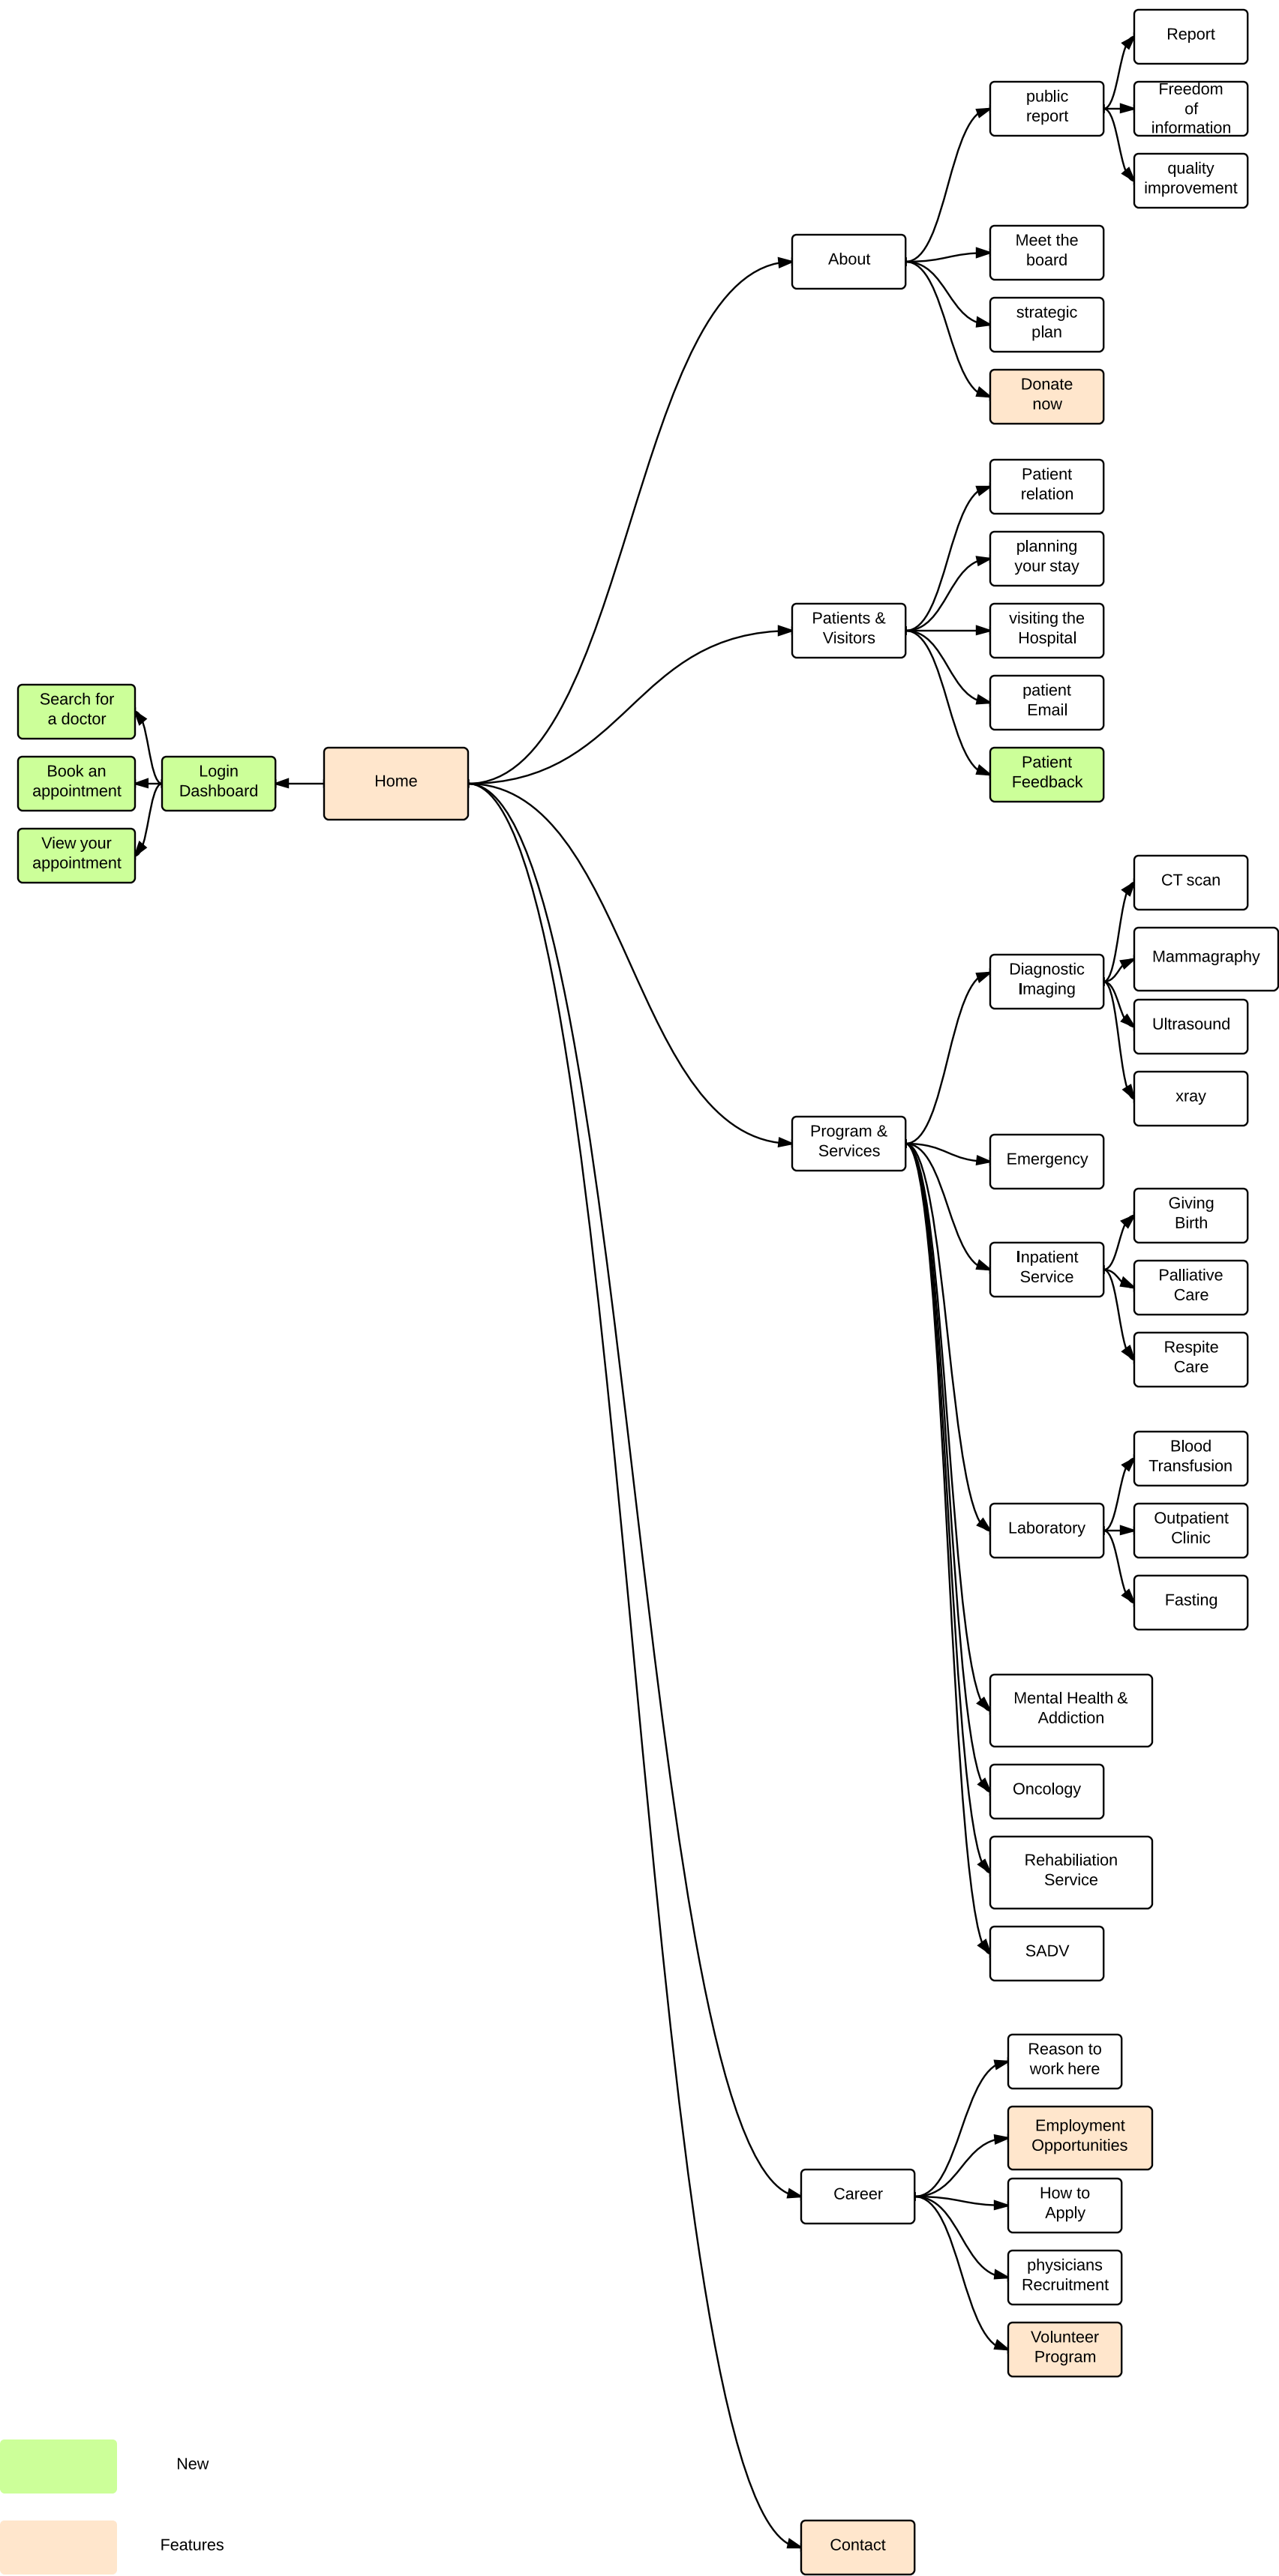 Report
public
report
Freedom
of
information
quality
improvement
About
Meet the
board
strategic
plan
Donate
now
Patient
relation
planning
your stay
Patients &
Visitors
visiting the
Hospital
patient
Email
Patient
Feedback
Search for
a doctor
Book an
appointment
View your
appointment
Login
Dashboard
Home
CT scan
Diagnostic
Imaging
Mammagraphy
Ultrasound
xray
Program &
Services
Emergency
Giving
Birth
Inpatient
Service
Palliative
Care
Respite
Care
Blood
Transfusion
Laboratory
Outpatient
Clinic
Fasting
Mental Health &
Addiction
Oncology
Rehabiliation
Service
SADV
Reason to
work here
Employment
Opportunities
Career
How to
Apply
physicians
Recruitment
Volunteer
Program
New
Features
Contact